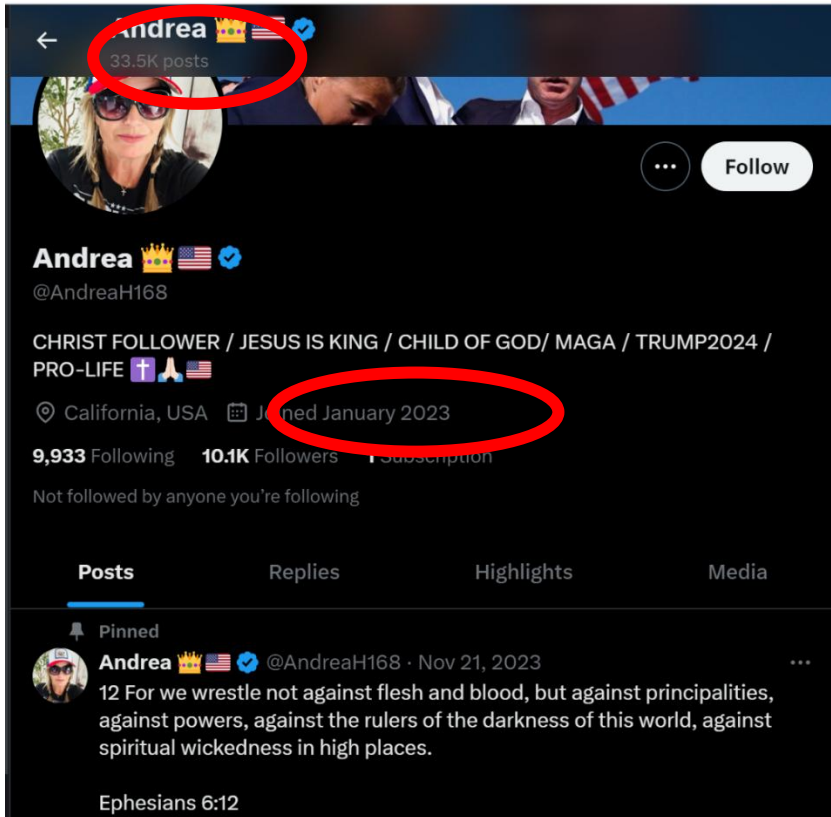 Andrea 👑🇺🇸
33.5K posts
Follow
Andrea 👑🇺🇸
@AndreaH168
CHRIST FOLLOWER / JESUS IS KING / CHILD OF GOD/ MAGA / TRUMP2024 /
PRO-LIFE ✝️🙏🏻🇺🇸
California, USA Joined January 2023
9,933 Following 10.1K Followers 1 Subscription
Not followed by anyone you’re following
Posts Replies Highlights Media
Pinned
Andrea 👑🇺🇸 @AndreaH168 · Nov 21, 2023
12 For we wrestle not against flesh and blood, but against principalities,
against powers, against the rulers of the darkness of this world, against
spiritual wickedness in high places.
Ephesians 6:12